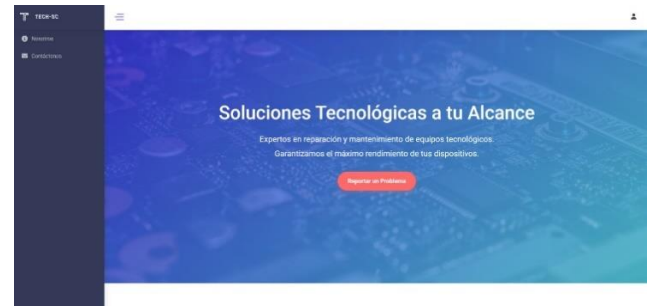 TECH-SC
Nosotros
Contáctenos
Soluciones Tecnológicas a tu Alcance
Expertos en reparación y mantenimiento de equipos tecnológicos.
Garantizamos el máximo rendimiento de tus dispositivos.
Reportar un Problema